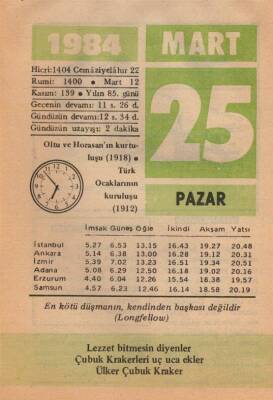 1984
MART
Hicrî:1404 Cemâziyelâhır 22
Rumi: 1400 • Mart 12
Kasım: 139 • Yılın 85. günü
Gecenin devamı: 11 s. 26 d.
Gündüzün devamı:12 s. 34 d.
Gündüzün uzayışı: 2 dakika
25
Oltu ve Horasan'ın kurtu-
luşu (1918) •
Türk
Ocaklarının
kuruluşu
(1912)
PAZAR
İmsak Güneş Öğle İkindi Akşam Yatsı
İstanbul 5.27 6.53 13.15 16.43 19.27 20.48
Ankara 5.14 6.38 13.00 16.28 19.12 20.31
İzmir 5.39 7.02 13.23 16.51 19.34 20.51
Adana 5.08 6.29 12.50 16.18 19.02 20.16
Erzurum 4.40 6.04 12.26 15.54 18.38 19.57
Samsun 4.57 6.23 12.46 16.14 18.58 20.19
En kötü düşmanın, kendinden başkası değildir
(Longfellow)
Lezzet bitmesin diyenler
Çubuk Krakerleri uç uca ekler
Ülker Çubuk Kraker